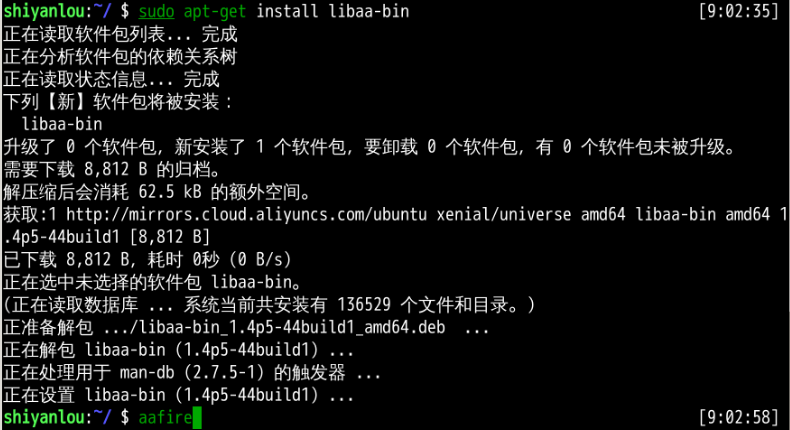 shiyanlou:~/ $ sudo apt-get install libaa-bin [9:02:35]
正在读取软件包列表... 完成
正在分析软件包的依赖关系树
正在读取状态信息... 完成
下列【新】软件包将被安装：
libaa-bin
升级了 0 个软件包，新安装了 1 个软件包，要卸载 0 个软件包，有 0 个软件包未被升级。
需要下载 8,812 B 的归档。
解压缩后会消耗 62.5 kB 的额外空间。
获取:1 http://mirrors.cloud.aliyuncs.com/ubuntu xenial/universe amd64 libaa-bin amd64 1
.4p5-44build1 [8,812 B]
已下载 8,812 B，耗时 0秒 (0 B/s)
正在选中未选择的软件包 libaa-bin。
(正在读取数据库 ... 系统当前共安装有 136529 个文件和目录。)
正准备解包 .../libaa-bin_1.4p5-44build1_amd64.deb ...
正在解包 libaa-bin (1.4p5-44build1) ...
正在处理用于 man-db (2.7.5-1) 的触发器 ...
正在设置 libaa-bin (1.4p5-44build1) ...
shiyanlou:~/ $ aafire [9:02:58]